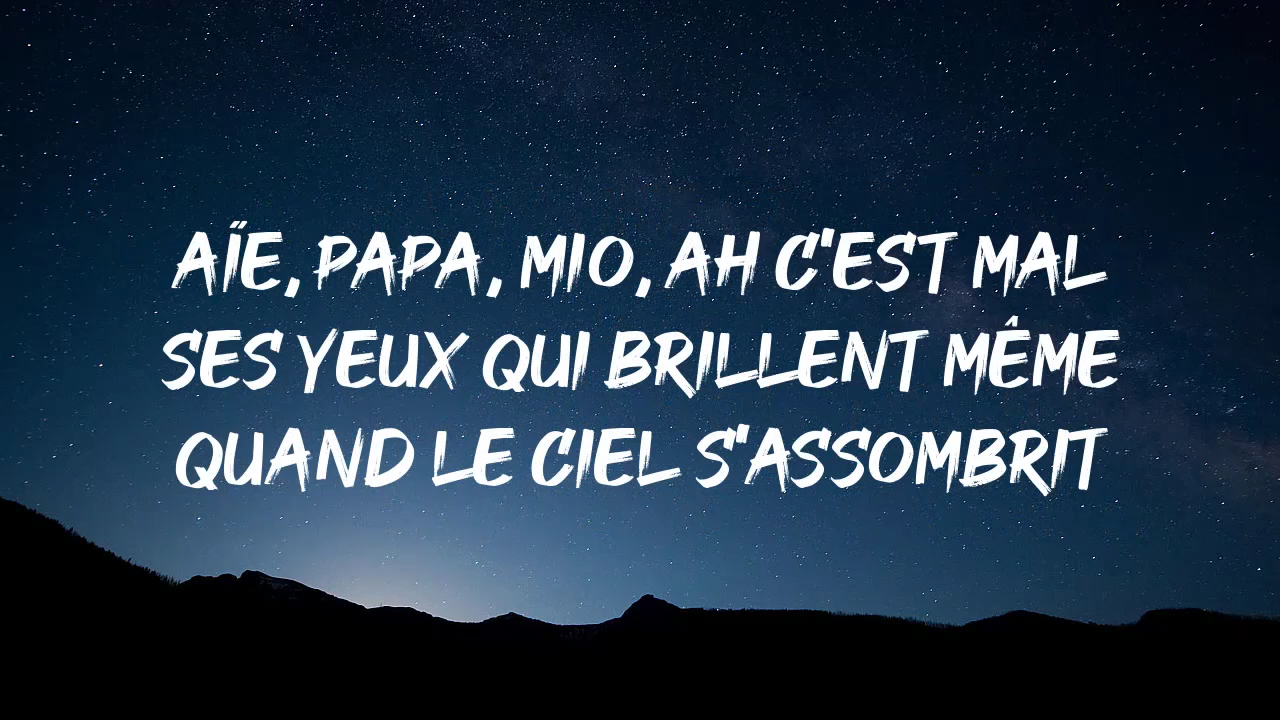 AÏE, PAPA, MIO, AH C'EST MAL
SES YEUX QUI BRILLENT MÊME
QUAND LE CIEL S'ASSOMBRIT